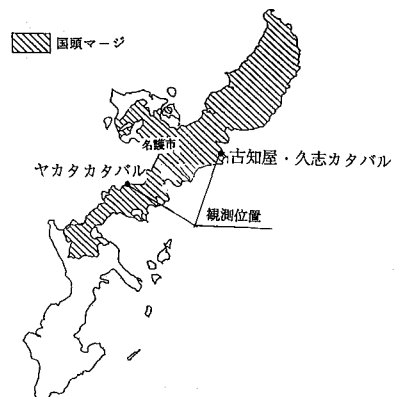 国頭マージ
名護市
古知屋・久志カタバル
ヤカタカタバル
観測位置